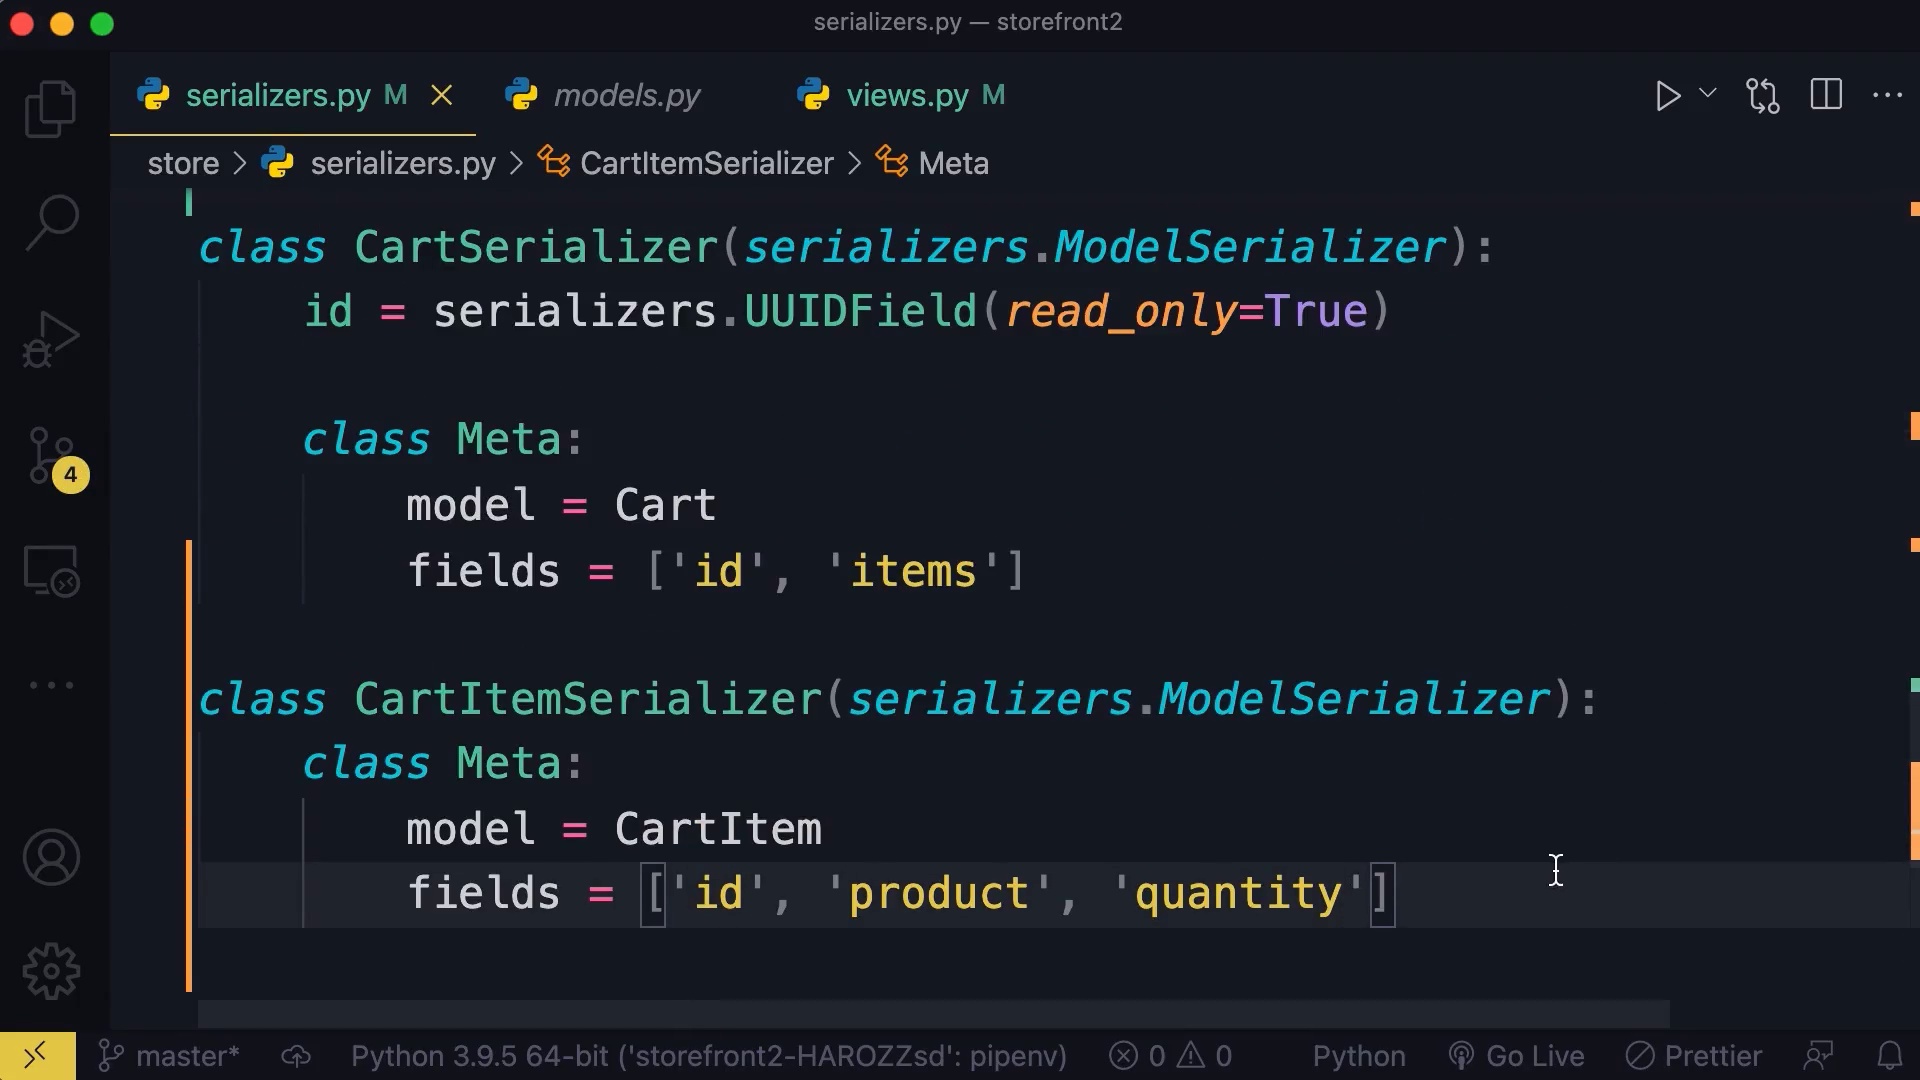 serializers.py — storefront2
serializers.py M models.py views.py M
store > serializers.py > CartItemSerializer > Meta
class CartSerializer(serializers.ModelSerializer):
id = serializers.UUIDField(read_only=True)
class Meta:
model = Cart
fields = ['id', 'items']
class CartItemSerializer(serializers.ModelSerializer):
class Meta:
model = CartItem
fields = ['id', 'product', 'quantity']
4
master* Python 3.9.5 64-bit ('storefront2-HAROZZsd': pipenv) 0 0 Python Go Live Prettier